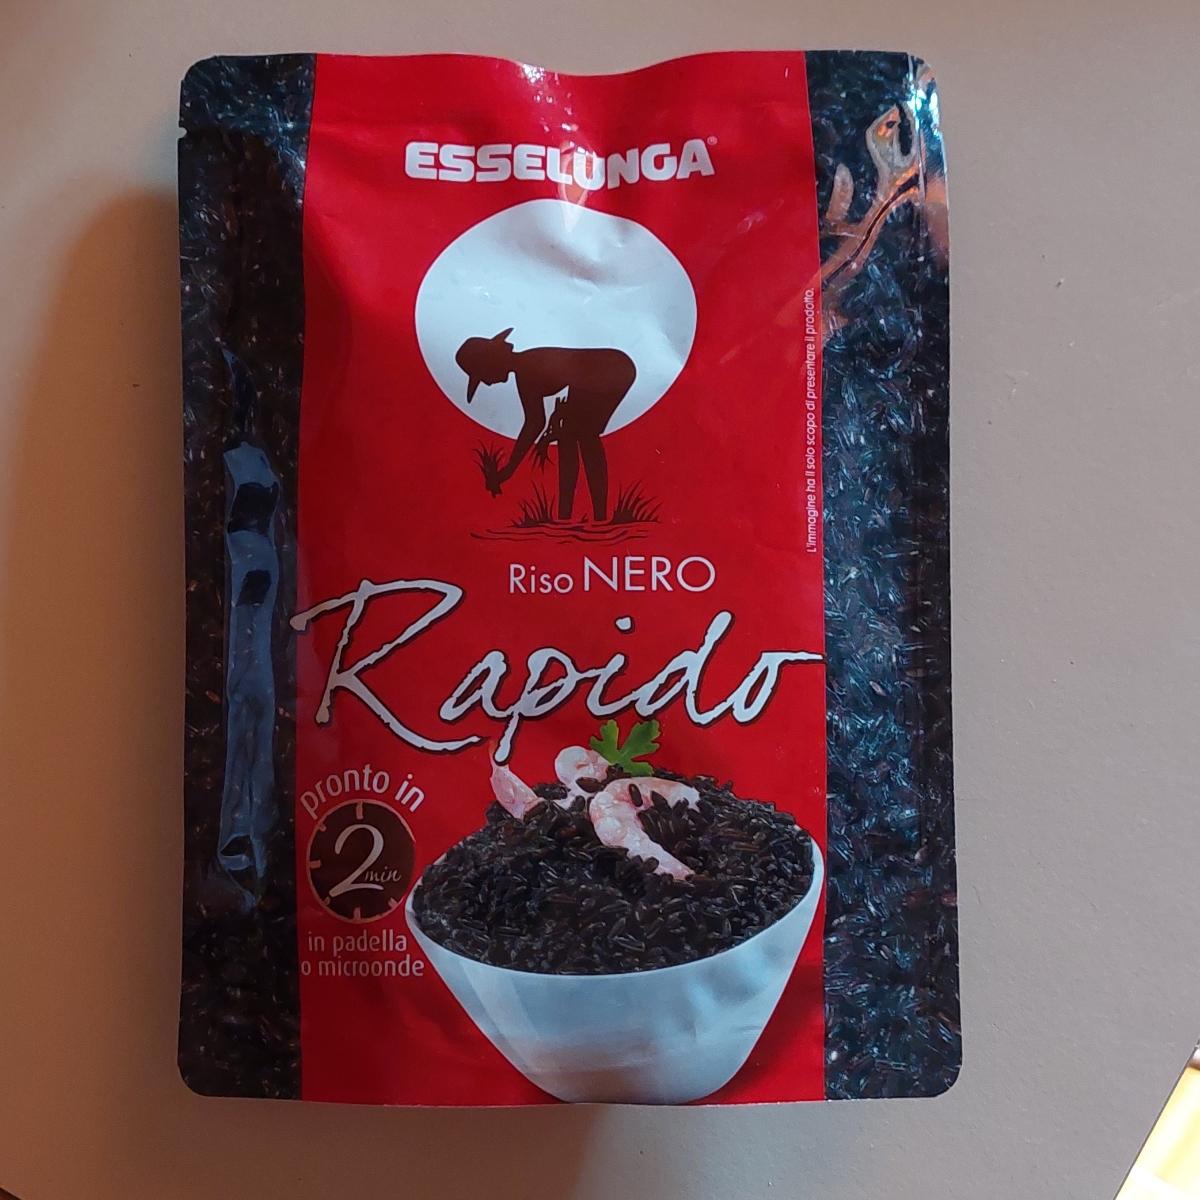 ESSELUNGA®
L'immagine ha il solo scopo di presentare il prodotto.
Riso NERO
Rapido
pronto in
2 min
in padella
o microonde